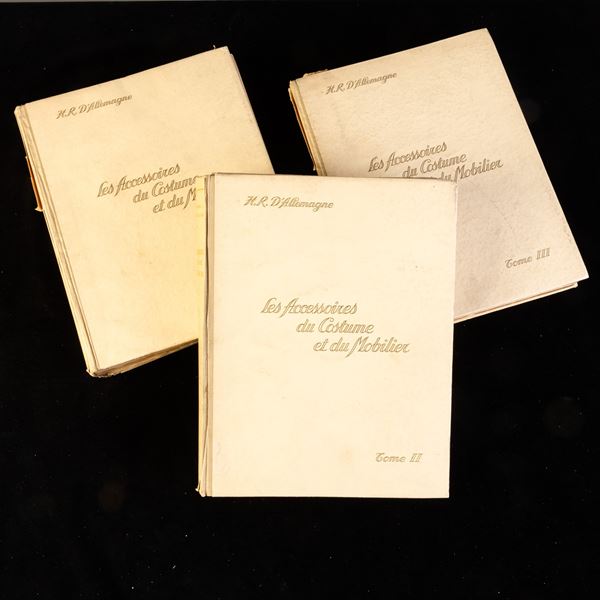 H.R. D'Allemagne
Les Accessoires
du Costume
et du M
H.R. D'Allemagne
Les Accessoires
du Costume
du Mobilier
Tome III
H.R. D'Allemagne
Les Accessoires
du Costume
et du Mobilier
Tome II